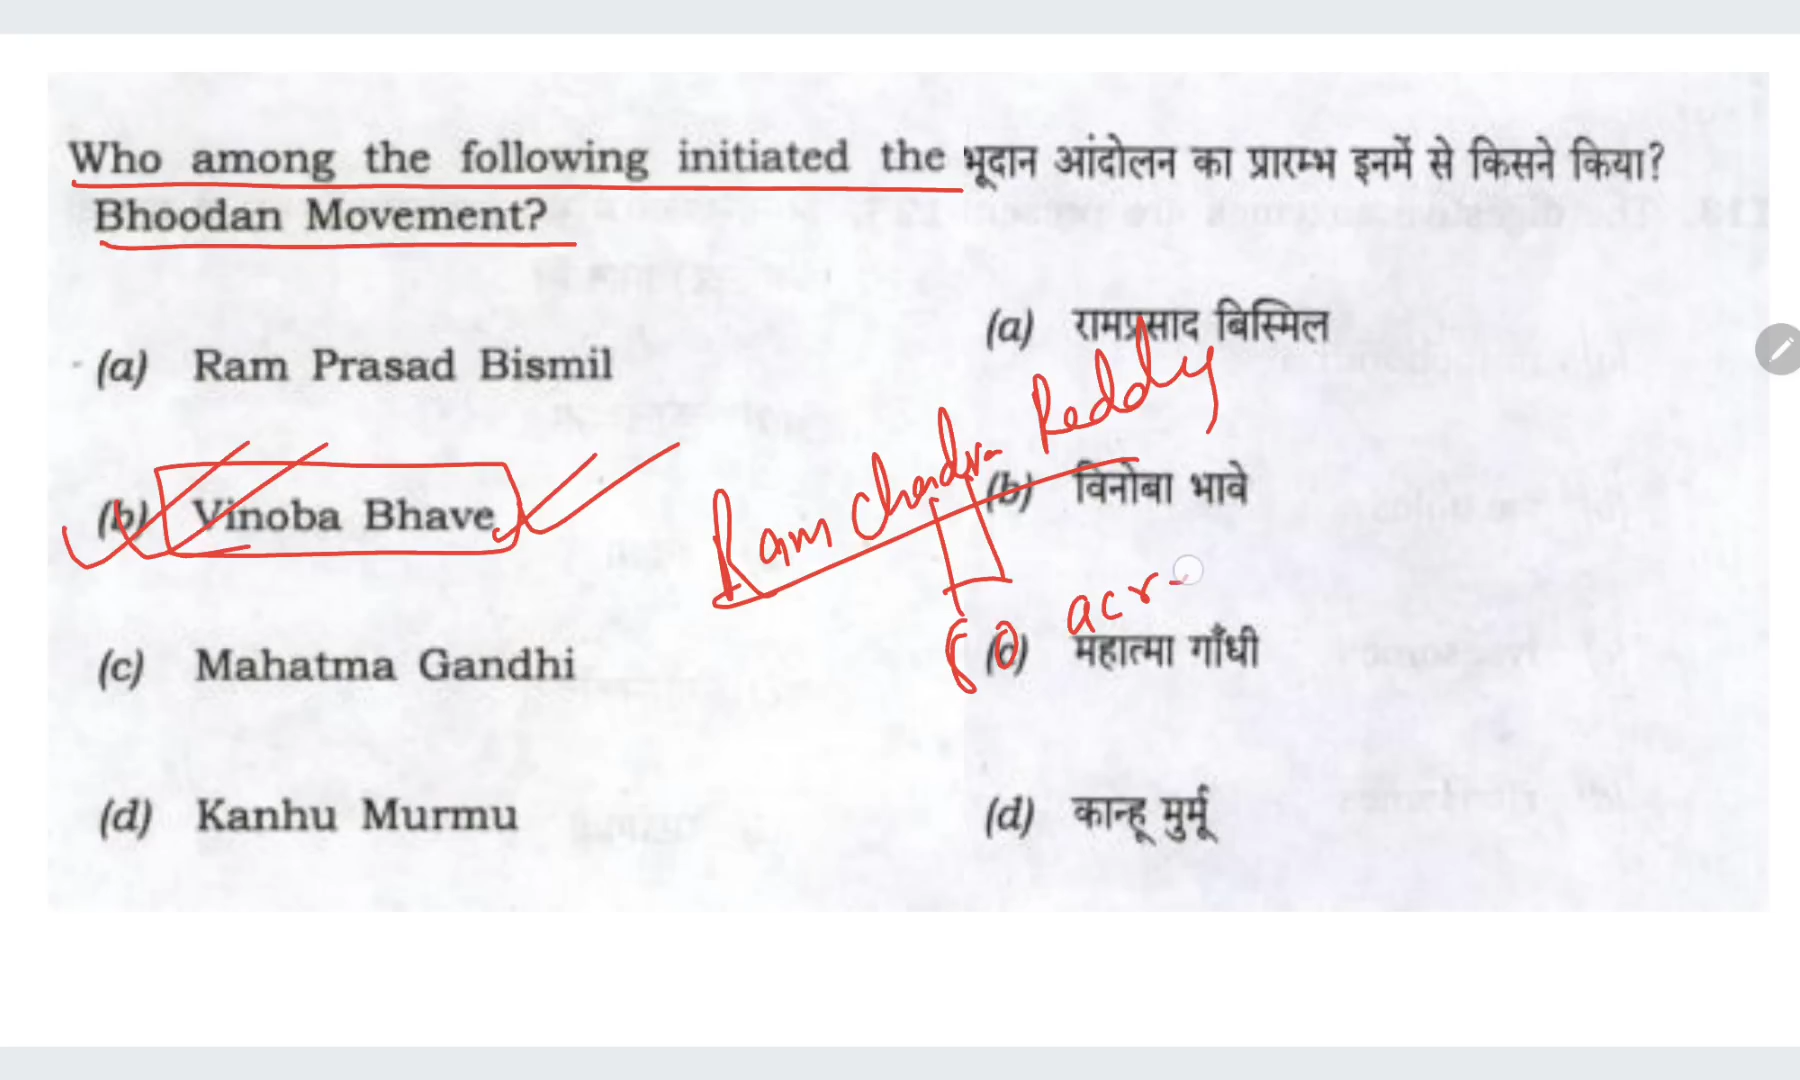 Who among the following initiated the
Bhoodan Movement?
(a) Ram Prasad Bismil
(b) Vinoba Bhave
(c) Mahatma Gandhi
(d) Kanhu Murmu
भूदान आंदोलन का प्रारम्भ इनमें से किसने किया?
(a) रामप्रसाद बिस्मिल
(b) विनोबा भावे
(c) महात्मा गाँधी
(d) कान्हू मुर्मू
Ram Chandra Reddy
acr